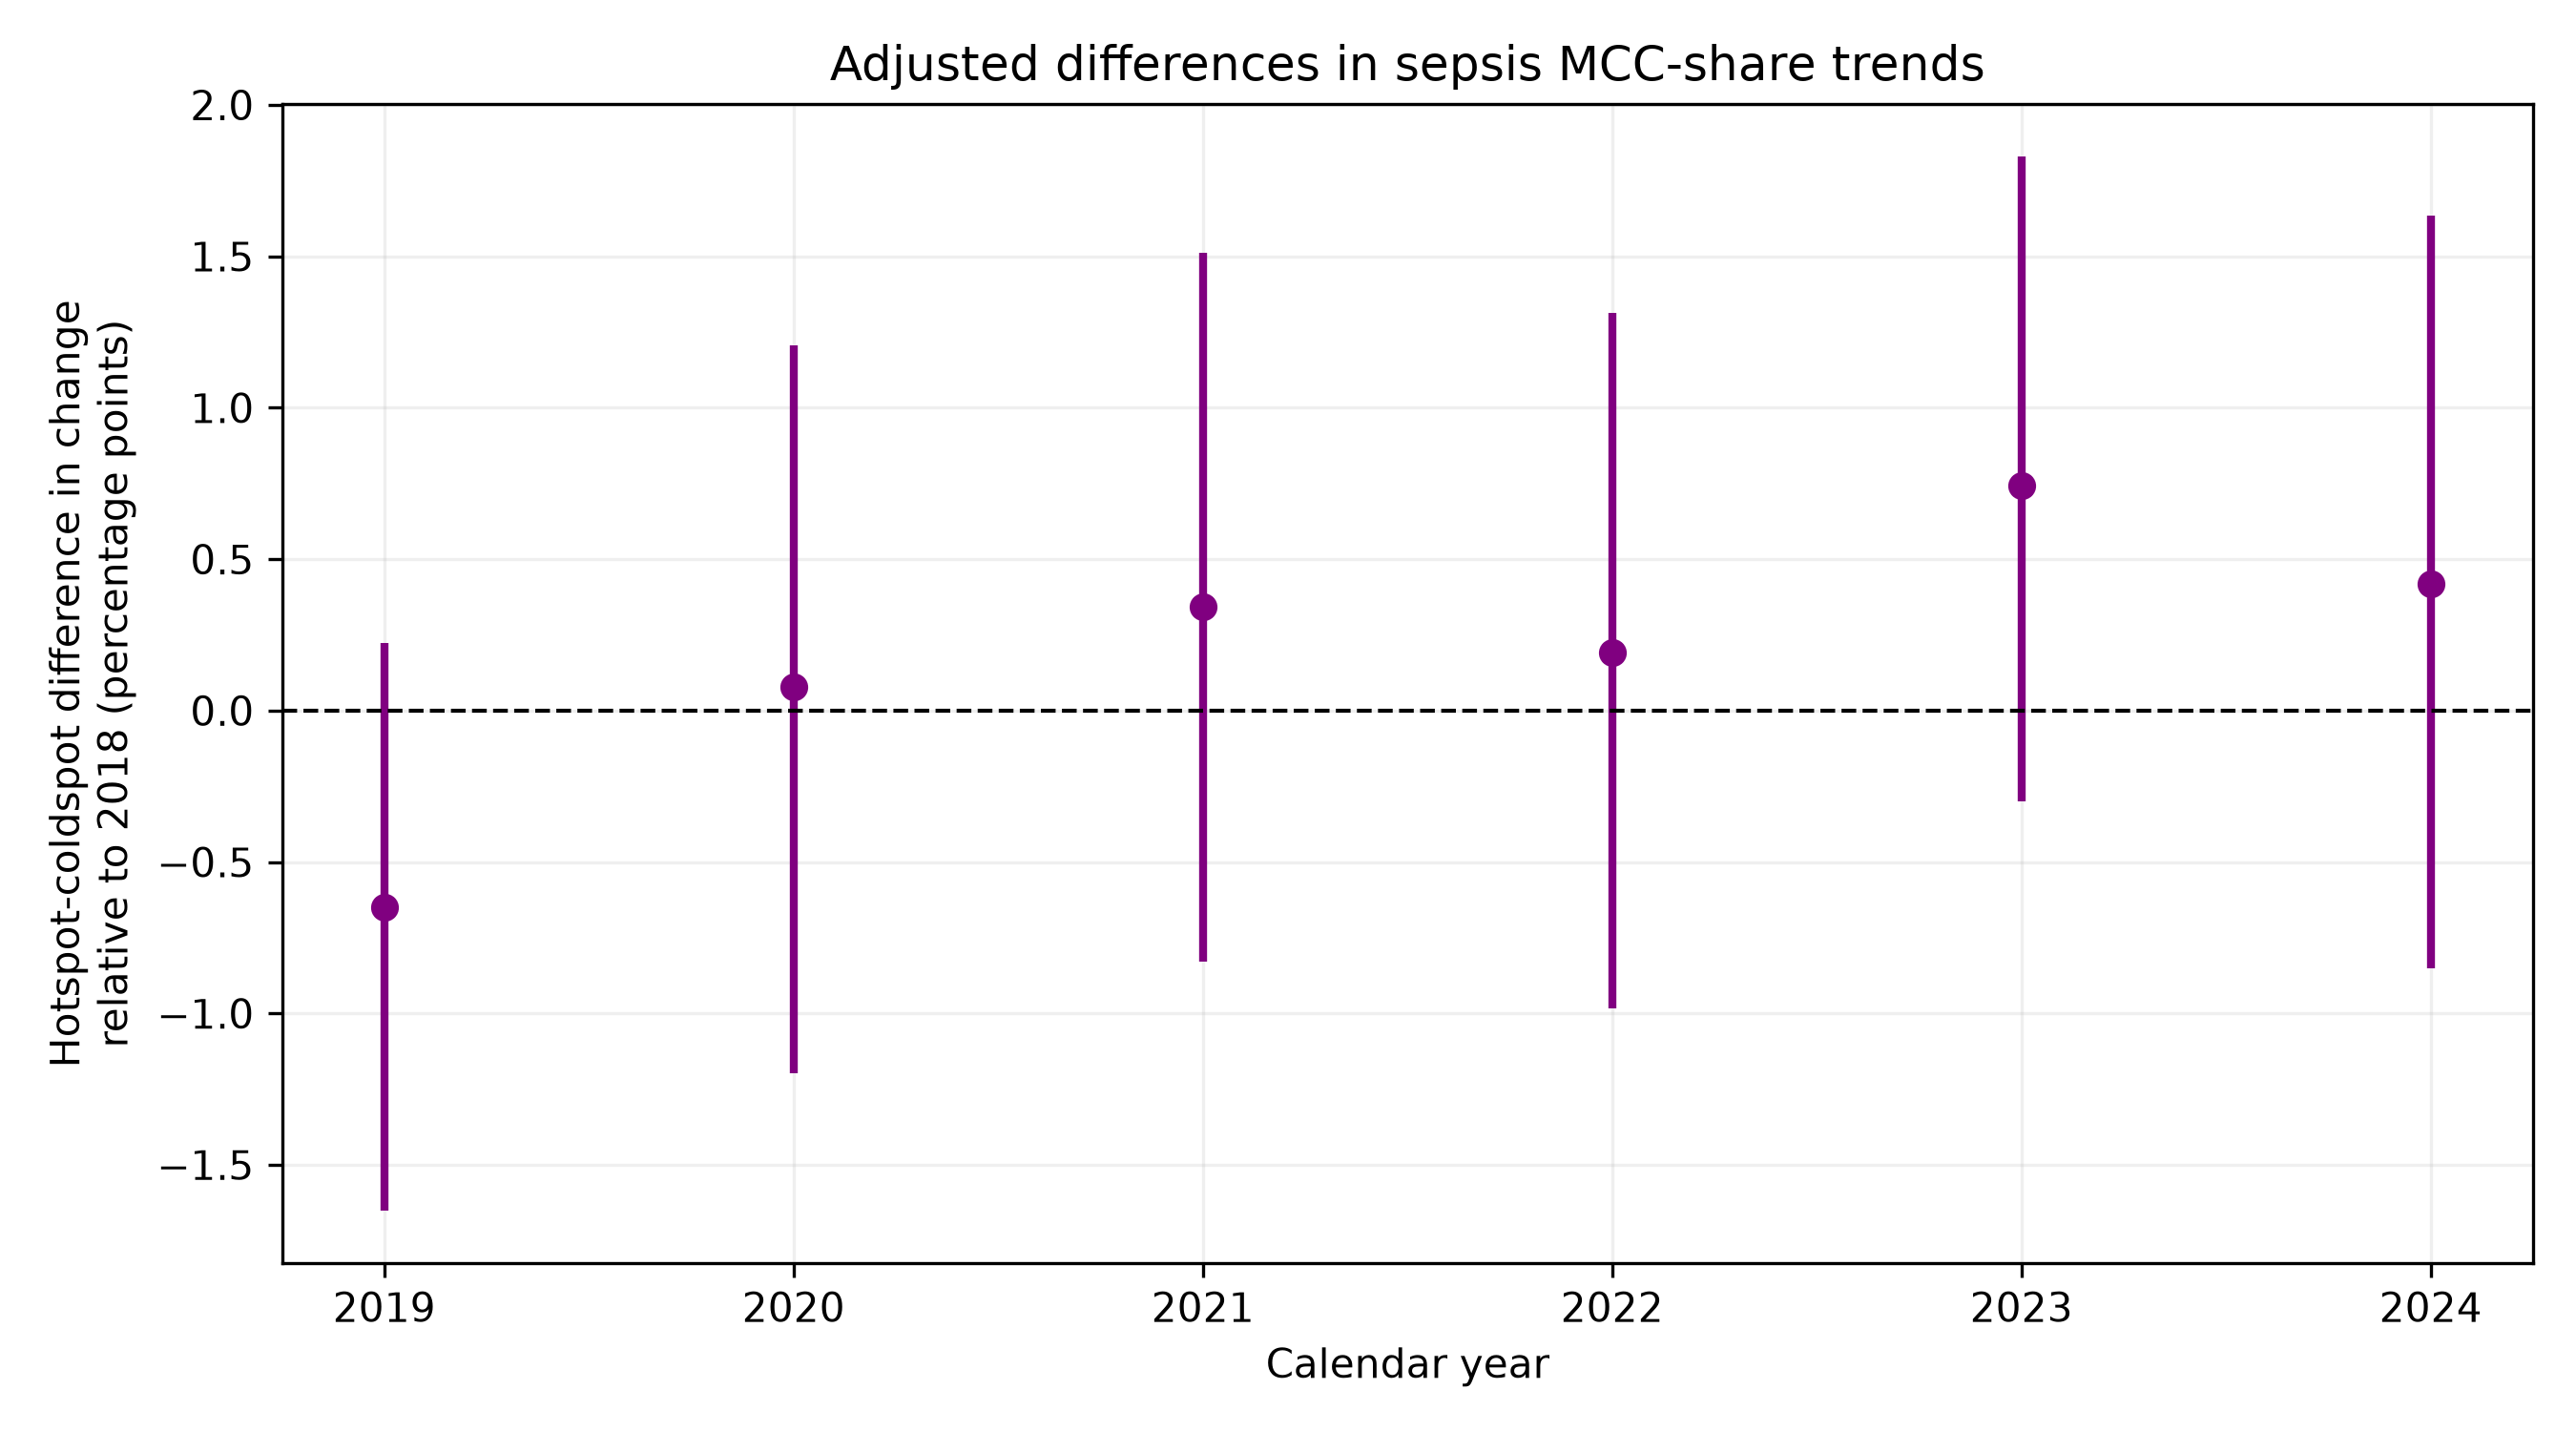 Adjusted differences in sepsis MCC-share trends
Hotspot-coldspot difference in change
relative to 2018 (percentage points)
2.0
1.5
1.0
0.5
0.0
−0.5
−1.0
−1.5
2019 2020 2021 2022 2023 2024
Calendar year